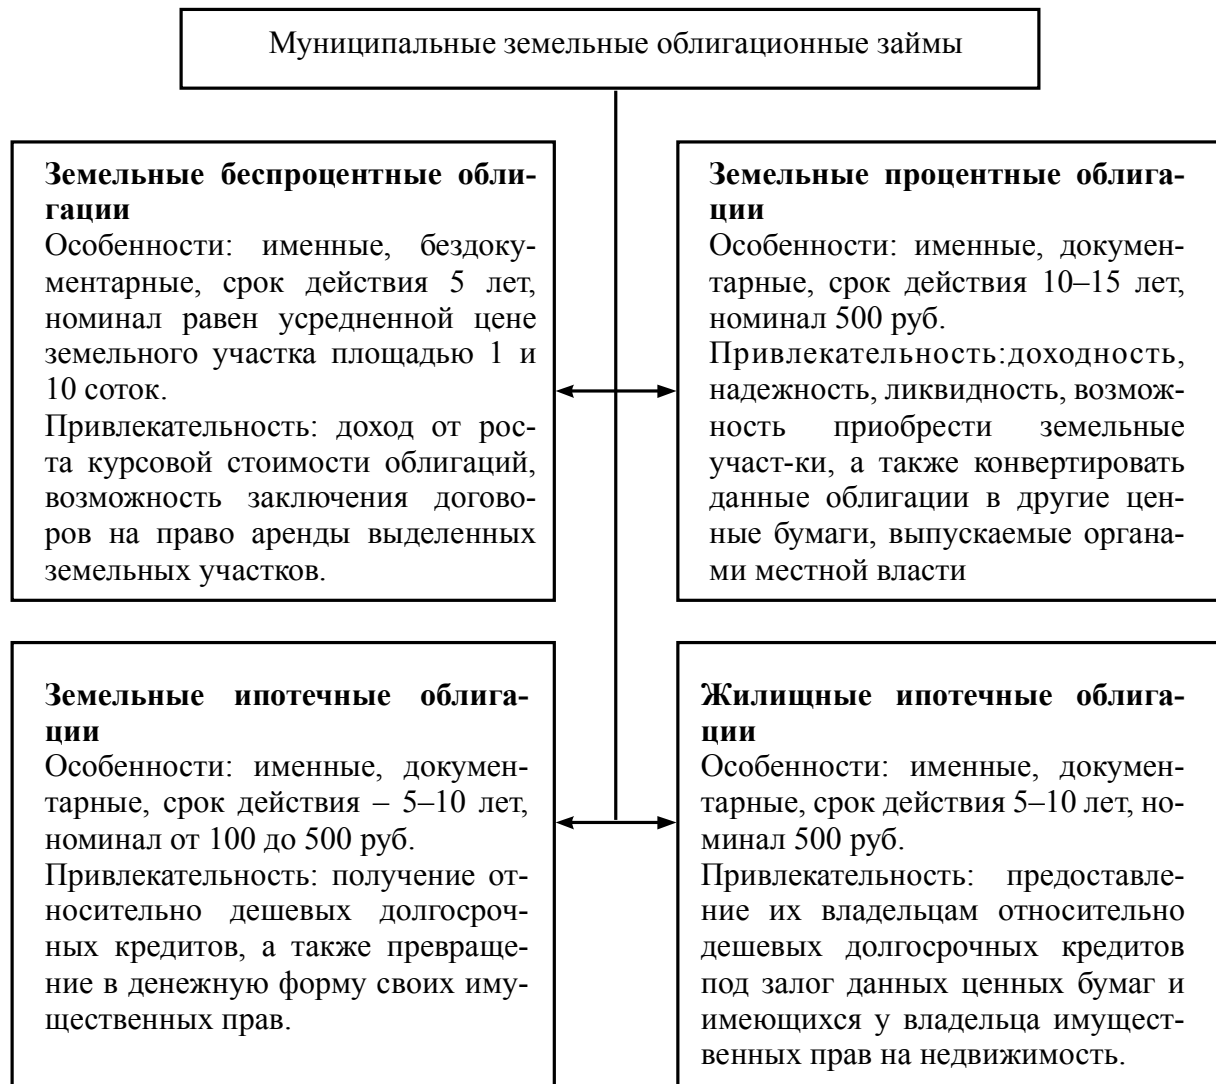 Муниципальные земельные облигационные займы
Земельные беспроцентные обли-
гации
Особенности: именные, бездоку-
ментарные, срок действия 5 лет,
номинал равен усредненной цене
земельного участка площадью 1 и
10 соток.
Привлекательность: доход от рос-
та курсовой стоимости облигаций,
возможность заключения догово-
ров на право аренды выделенных
земельных участков.
Земельные процентные облига-
ции
Особенности: именные, докумен-
тарные, срок действия 10–15 лет,
номинал 500 руб.
Привлекательность:доходность,
надежность, ликвидность, возмож-
ность приобрести земельные
участ-ки, а также конвертировать
данные облигации в другие цен-
ные бумаги, выпускаемые органа-
ми местной власти
Земельные ипотечные облига-
ции
Особенности: именные, докумен-
тарные, срок действия – 5–10 лет,
номинал от 100 до 500 руб.
Привлекательность: получение от-
носительно дешевых долгосроч-
ных кредитов, а также превраще-
ние в денежную форму своих иму-
щественных прав.
Жилищные ипотечные облига-
ции
Особенности: именные, докумен-
тарные, срок действия 5–10 лет, но-
минал 500 руб.
Привлекательность: предоставле-
ние их владельцам относительно
дешевых долгосрочных кредитов
под залог данных ценных бумаг и
имеющихся у владельца имущест-
венных прав на недвижимость.